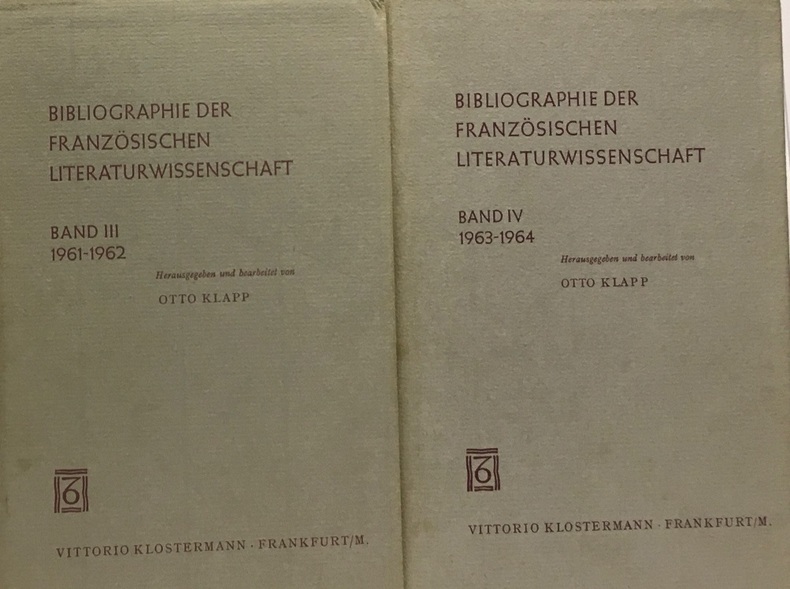 BIBLIOGRAPHIE DER
FRANZÖSISCHEN
LITERATURWISSENSCHAFT
BAND III
1961-1962
Herausgegeben und bearbeitet von
OTTO KLAPP
VITTORIO KLOSTERMANN · FRANKFURT/M.
BIBLIOGRAPHIE DER
FRANZÖSISCHEN
LITERATURWISSENSCHAFT
BAND IV
1963-1964
Herausgegeben und bearbeitet von
OTTO KLAPP
VITTORIO KLOSTERMANN · FRANKFURT/M.